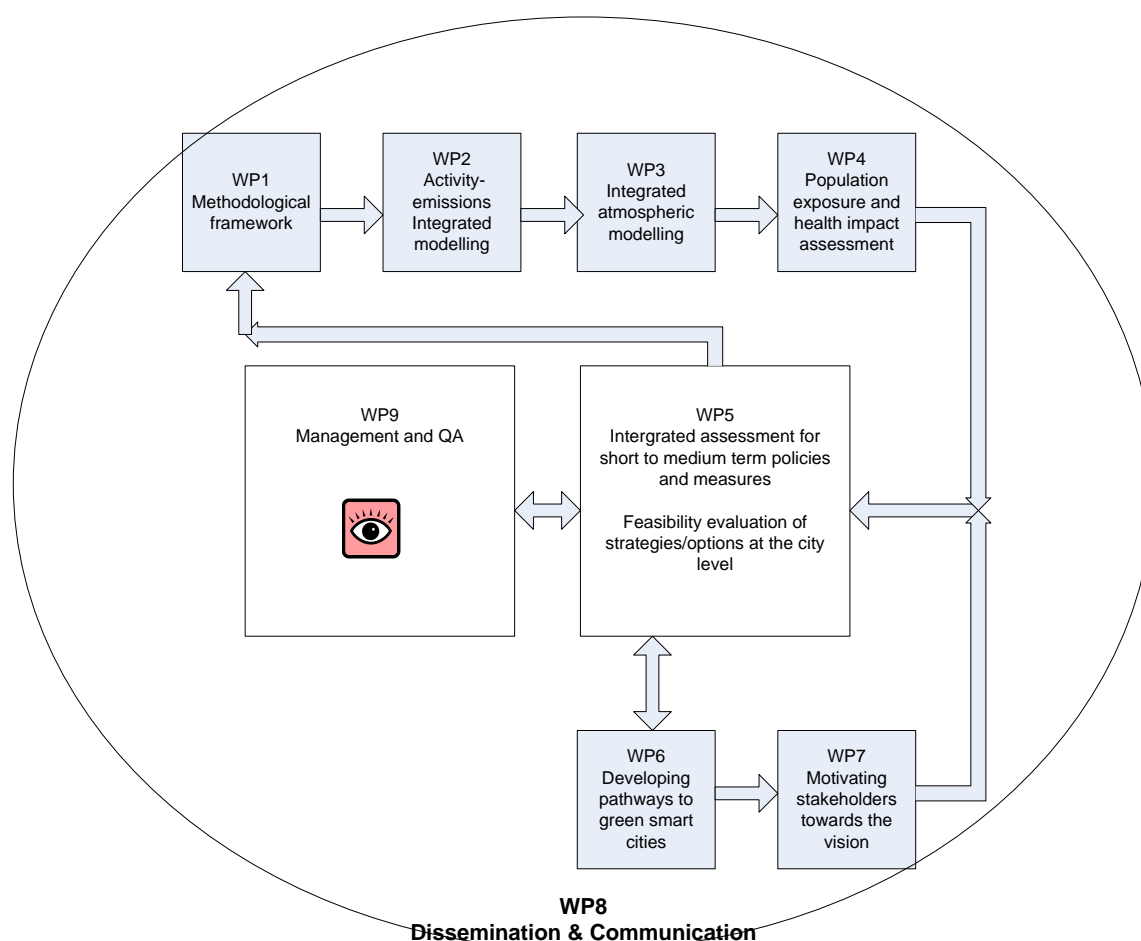 WP1
Methodological
framework
WP2
Activity-
emissions
Integrated
modelling
WP3
Integrated
atmospheric
modelling
WP4
Population
exposure and
health impact
assessment
WP9
Management and QA
WP5
Intergrated assessment for
short to medium term policies
and measures
Feasibility evaluation of
strategies/options at the city
level
WP6
Developing
pathways to
green smart
cities
WP7
Motivating
stakeholders
towards the
vision
WP8
Dissemination & Communication